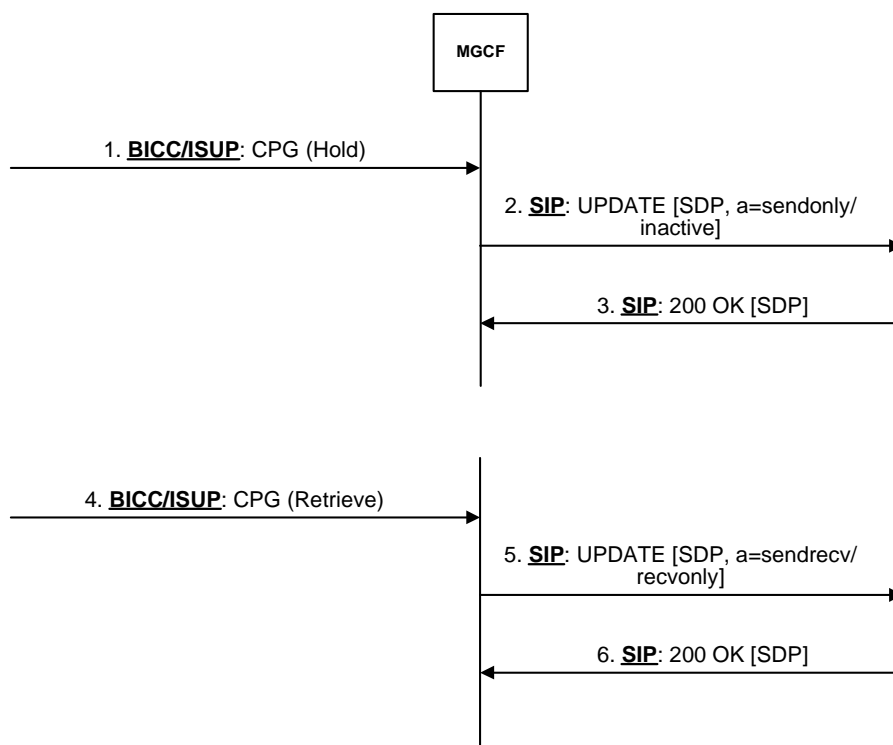 MGCF
1. BICC/ISUP: CPG (Hold)
2. SIP: UPDATE [SDP, a=sendonly/
inactive]
3. SIP: 200 OK [SDP]
4. BICC/ISUP: CPG (Retrieve)
5. SIP: UPDATE [SDP, a=sendrecv/
recvonly]
6. SIP: 200 OK [SDP]